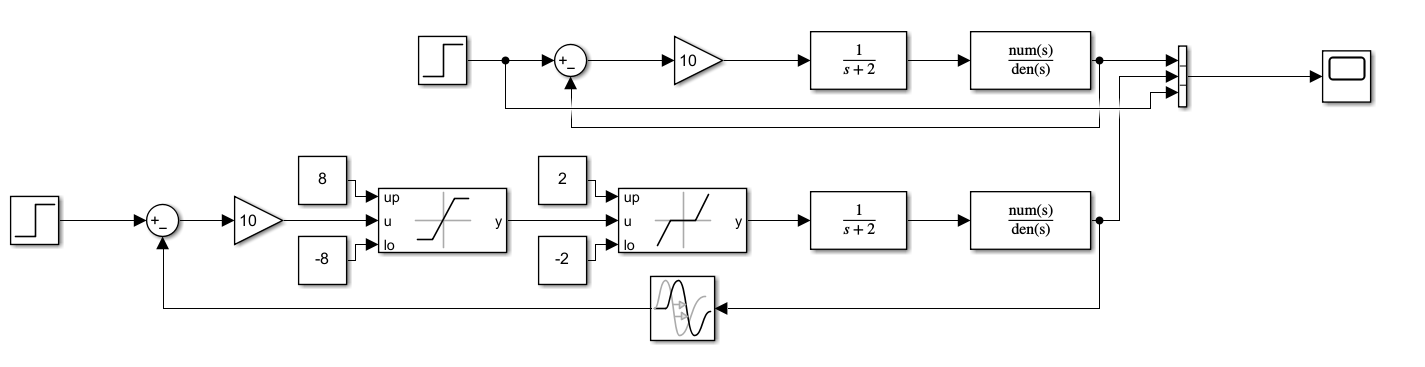 +
−
10
1
s + 2
num(s)
den(s)
8
up
u
lo
y
-8
2
up
u
lo
y
-2
+
−
10
1
s + 2
num(s)
den(s)